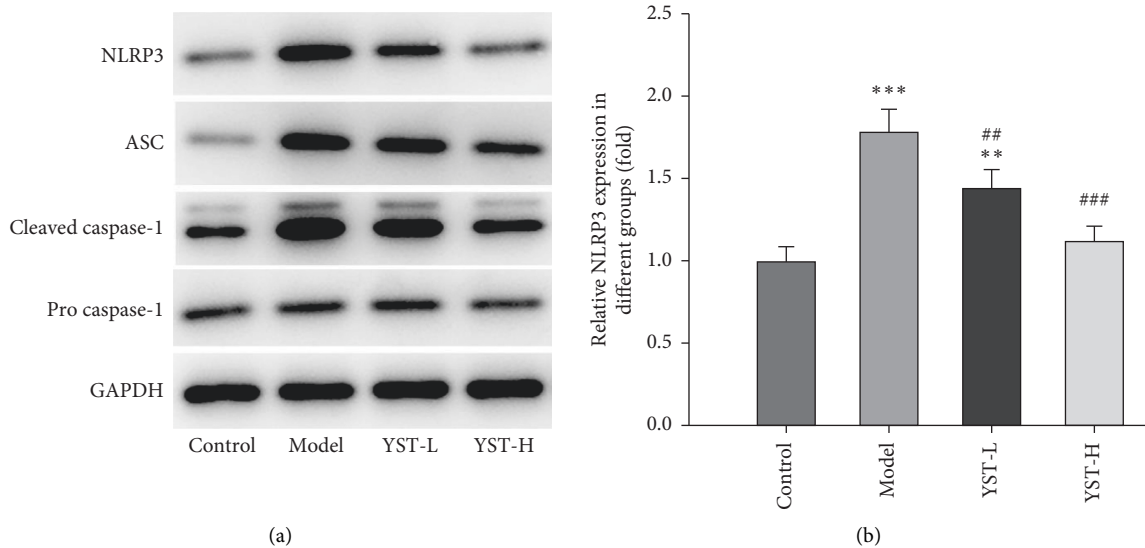 NLRP3
ASC
Cleaved caspase-1
Pro caspase-1
GAPDH
Control Model YST-L YST-H
(a)
Relative NLRP3 expression in
different groups (fold)
2.5
2.0
1.5
1.0
0.5
0.0
***
##
**
###
Control
Model
YST-L
YST-H
(b)